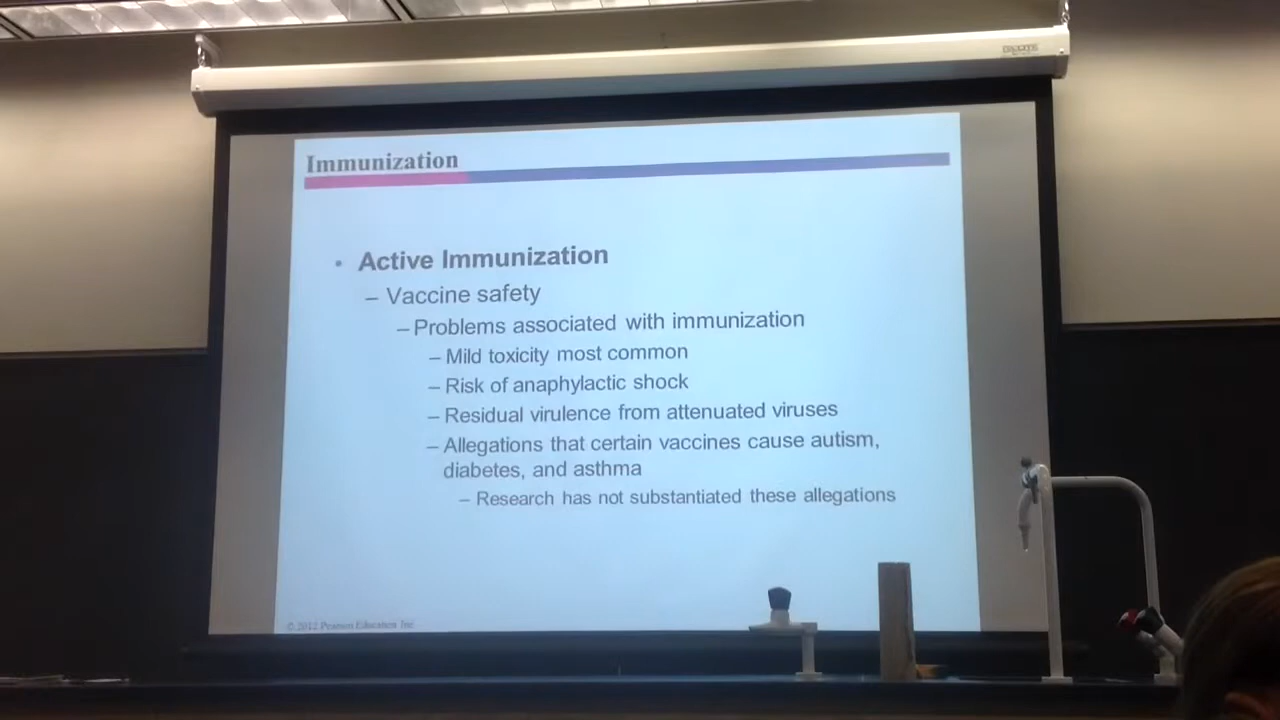 Immunization
• Active Immunization
– Vaccine safety
– Problems associated with immunization
– Mild toxicity most common
– Risk of anaphylactic shock
– Residual virulence from attenuated viruses
– Allegations that certain vaccines cause autism,
diabetes, and asthma
– Research has not substantiated these allegations
© 2012 Pearson Education Inc